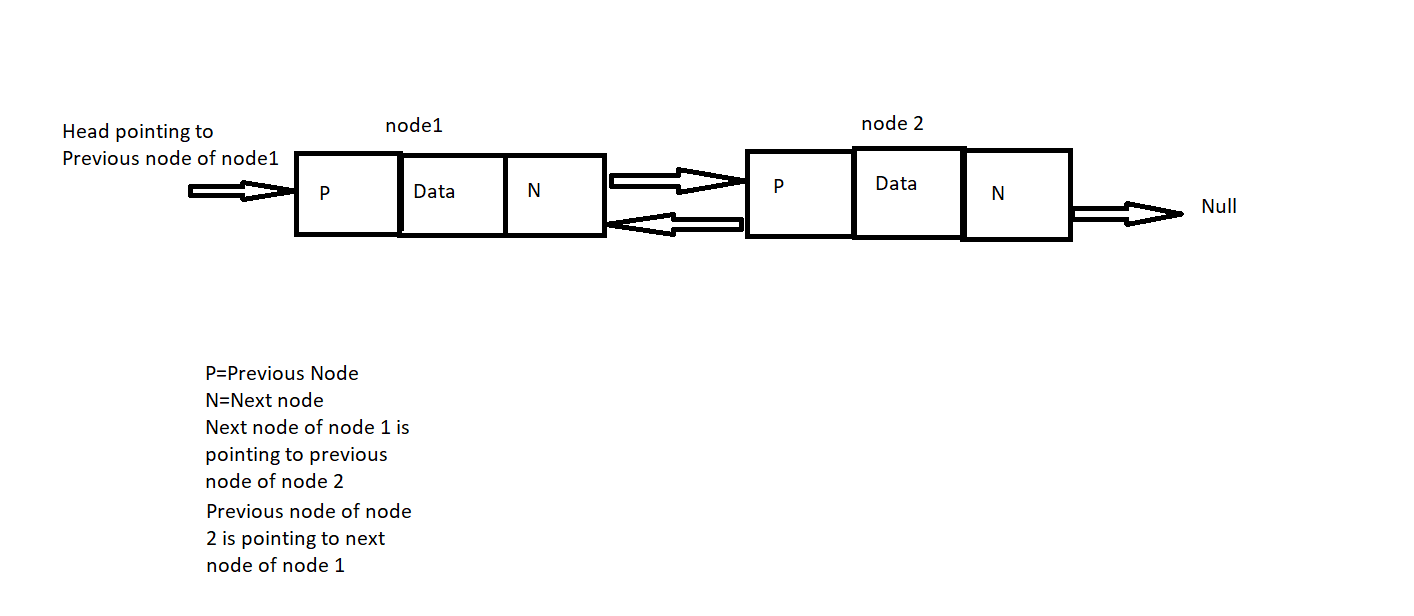 Head pointing to
Previous node of node1
node1
node 2
P
Data
N
P
Data
N
Null
P=Previous Node
N=Next node
Next node of node 1 is
pointing to previous
node of node 2
Previous node of node
2 is pointing to next
node of node 1